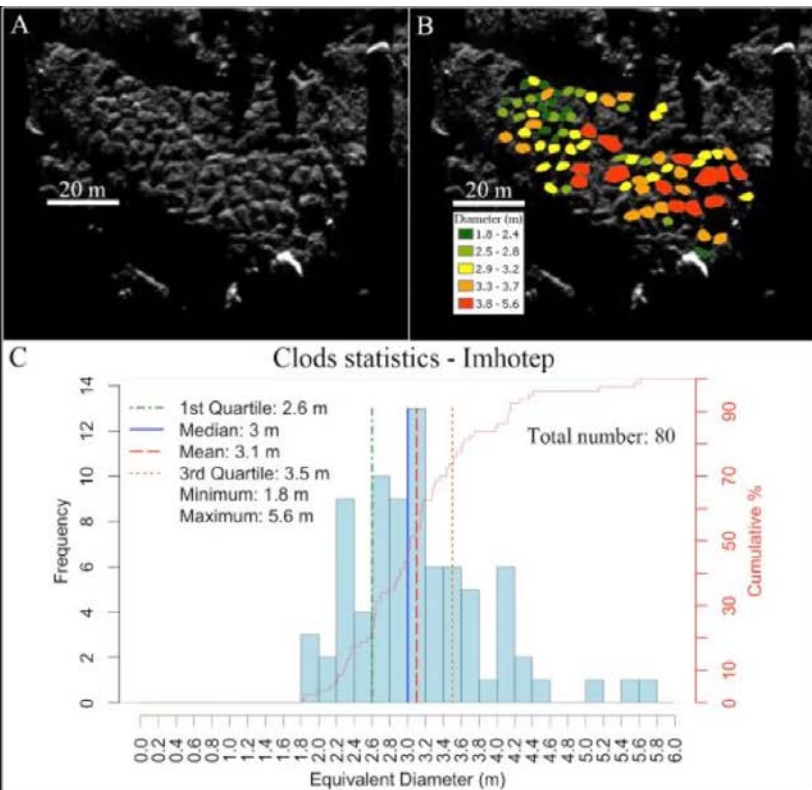 A
B
20 m
20 m
Diameter (m)
1.8 - 2.4
2.5 - 2.8
2.9 - 3.2
3.3 - 3.7
3.8 - 5.6
C
Clods statistics - Imhotep
1st Quartile: 2.6 m
Median: 3 m
Mean: 3.1 m
3rd Quartile: 3.5 m
Minimum: 1.8 m
Maximum: 5.6 m
Total number: 80
Frequency
0 2 4 6 8 10 12 14
Cumulative %
0 10 30 50 70 90
0.0 0.2 0.4 0.6 0.8 1.0 1.2 1.4 1.6 1.8 2.0 2.2 2.4 2.6 2.8 3.0 3.2 3.4 3.6 3.8 4.0 4.2 4.4 4.6 4.8 5.0 5.2 5.4 5.6 5.8 6.0
Equivalent Diameter (m)